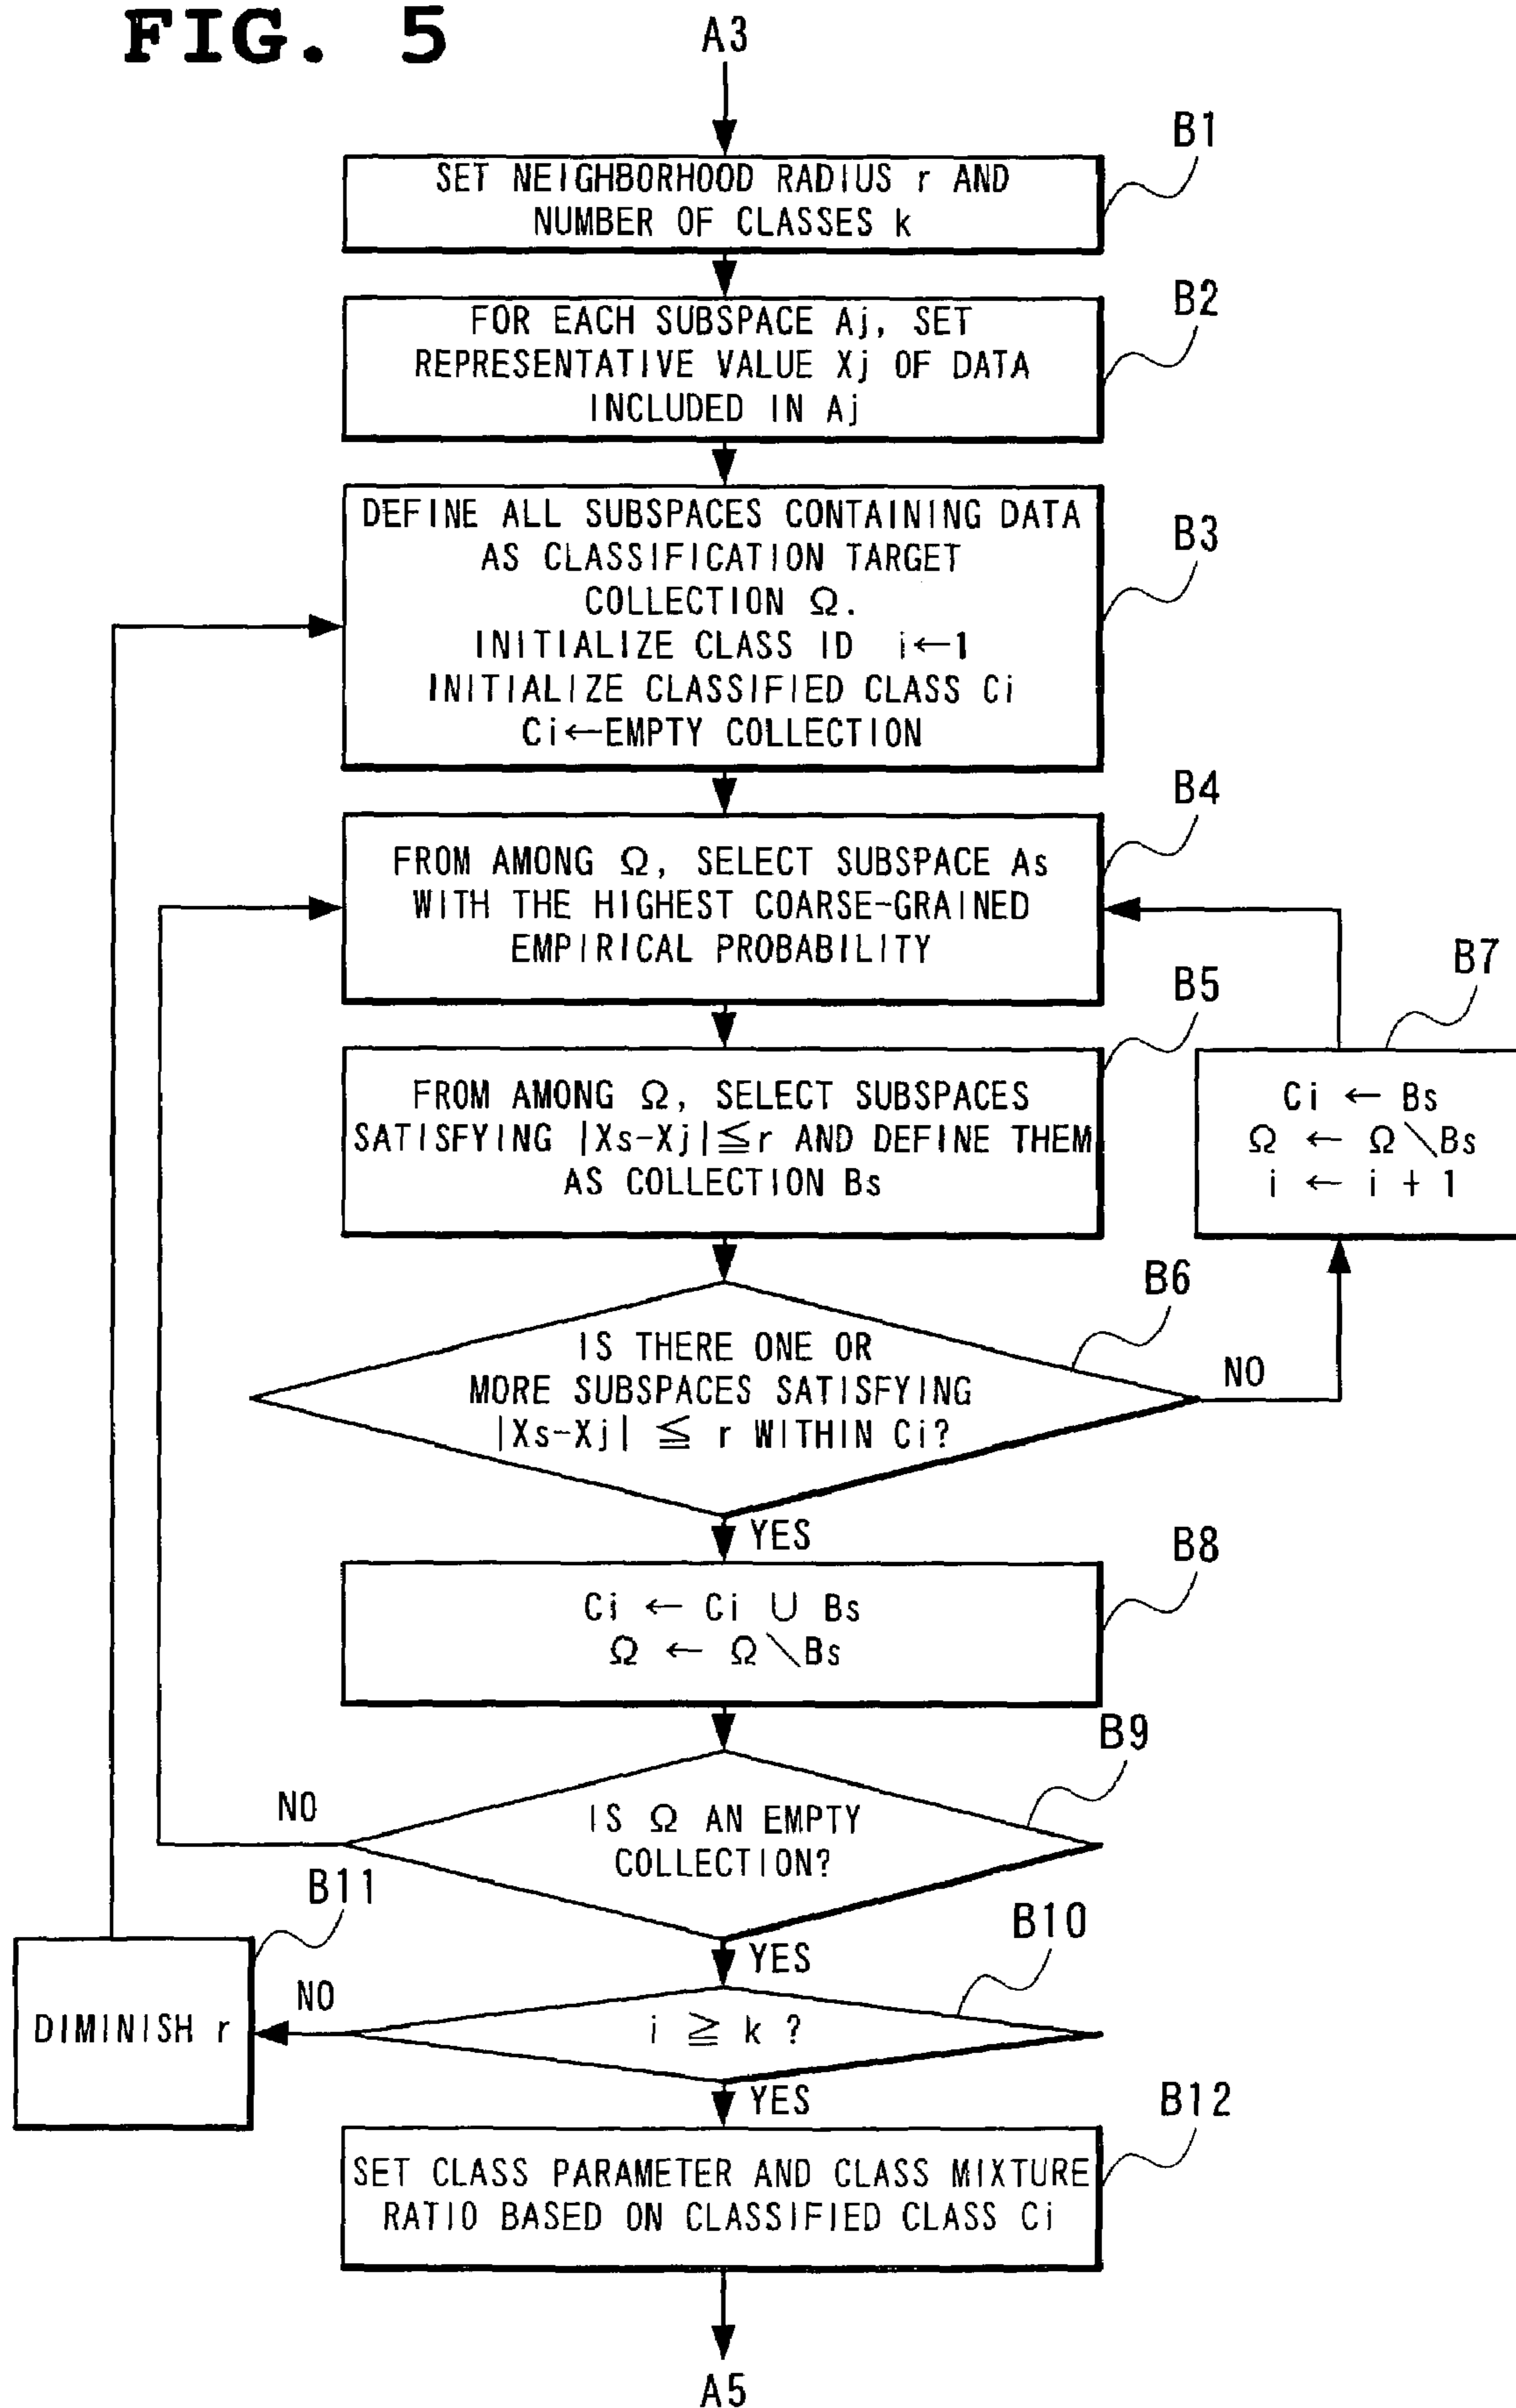 FIG. 5
A3
B1
SET NEIGHBORHOOD RADIUS r AND
NUMBER OF CLASSES k
B2
FOR EACH SUBSPACE Aj, SET
REPRESENTATIVE VALUE Xj OF DATA
INCLUDED IN Aj
B3
DEFINE ALL SUBSPACES CONTAINING DATA
AS CLASSIFICATION TARGET
COLLECTION Ω.
INITIALIZE CLASS ID i←1
INITIALIZE CLASSIFIED CLASS Ci
Ci←EMPTY COLLECTION
B4
FROM AMONG Ω, SELECT SUBSPACE As
WITH THE HIGHEST COARSE-GRAINED
EMPIRICAL PROBABILITY
B5
FROM AMONG Ω, SELECT SUBSPACES
SATISFYING |Xs-Xj|≦r AND DEFINE THEM
AS COLLECTION Bs
B7
Ci ← Bs
Ω ← Ω\Bs
i ← i + 1
B6
IS THERE ONE OR
MORE SUBSPACES SATISFYING
|Xs-Xj| ≦ r WITHIN Ci?
NO
YES
B8
Ci ← Ci ∪ Bs
Ω ← Ω\Bs
B9
IS Ω AN EMPTY
COLLECTION?
NO
YES
B10
i ≧ k ?
NO
B11
DIMINISH r
YES
B12
SET CLASS PARAMETER AND CLASS MIXTURE
RATIO BASED ON CLASSIFIED CLASS Ci
A5